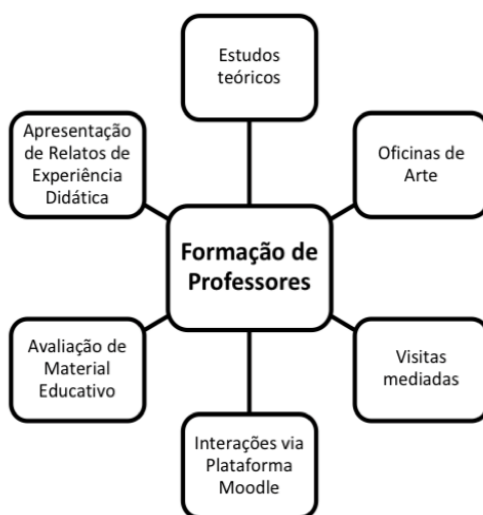 Estudos
teóricos
Apresentação
de Relatos de
Experiência
Didática
Oficinas de
Arte
Formação de
Professores
Avaliação de
Material
Educativo
Visitas
mediadas
Interações via
Plataforma
Moodle